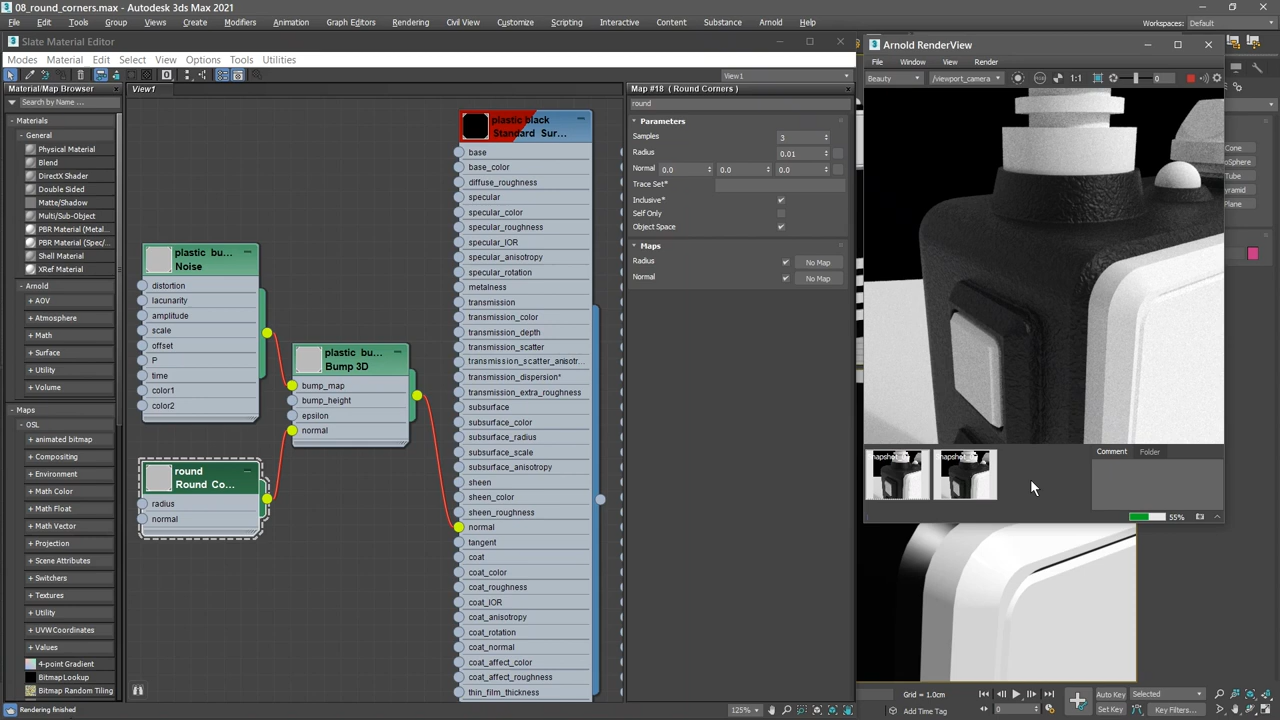 08_round_corners.max - Autodesk 3ds Max 2021
File Edit Tools Group Views Create Modifiers Animation Graph Editors Rendering Civil View Customize Scripting Interactive Content Substance Arnold Help
Workspaces: Default
Slate Material Editor
Modes Material Edit Select View Options Tools Utilities
View1
Material/Map Browser
Search by Name ...
Materials
General
Physical Material
Blend
DirectX Shader
Double Sided
Matte/Shadow
Multi/Sub-Object
PBR Material (Metal...
PBR Material (Spec/...
Shell Material
XRef Material
Arnold
+ AOV
+ Atmosphere
+ Math
+ Surface
+ Utility
+ Volume
Maps
OSL
+ animated bitmap
+ Compositing
+ Environment
+ Math Color
+ Math Float
+ Math Vector
+ Projection
+ Scene Attributes
+ Switchers
+ Textures
+ Utility
+ UVWCoordinates
+ Values
4-point Gradient
BitmapLookup
Bitmap Random Tiling
Rendering finished
View1
plastic bu...
Noise
distortion
lacunarity
amplitude
scale
offset
P
time
color1
color2
round
Round Co...
radius
normal
plastic bu...
Bump 3D
bump_map
bump_height
epsilon
normal
plastic black
Standard Sur...
base
base_color
diffuse_roughness
specular
specular_color
specular_roughness
specular_IOR
specular_anisotropy
specular_rotation
metalness
transmission
transmission_color
transmission_depth
transmission_scatter
transmission_scatter_anisotr...
transmission_dispersion*
transmission_extra_roughness
subsurface
subsurface_color
subsurface_radius
subsurface_scale
subsurface_anisotropy
sheen
sheen_color
sheen_roughness
normal
tangent
coat
coat_color
coat_roughness
coat_IOR
coat_anisotropy
coat_rotation
coat_normal
coat_affect_color
coat_affect_roughness
thin_film_thickness
125%
Map #18 ( Round Corners )
round
Parameters
Samples 3
Radius 0.01
Normal 0.0 0.0 0.0
Trace Set*
Inclusive*
Self Only
Object Space
Maps
Radius No Map
Normal No Map
Arnold RenderView
File Window View Render
Beauty /viewport_camera 1:1 0
Comment Folder
55%
Cone
Tube
Plane
Grid = 1.0cm
Add Time Tag
0
Auto Key Selected
Set Key Key Filters...